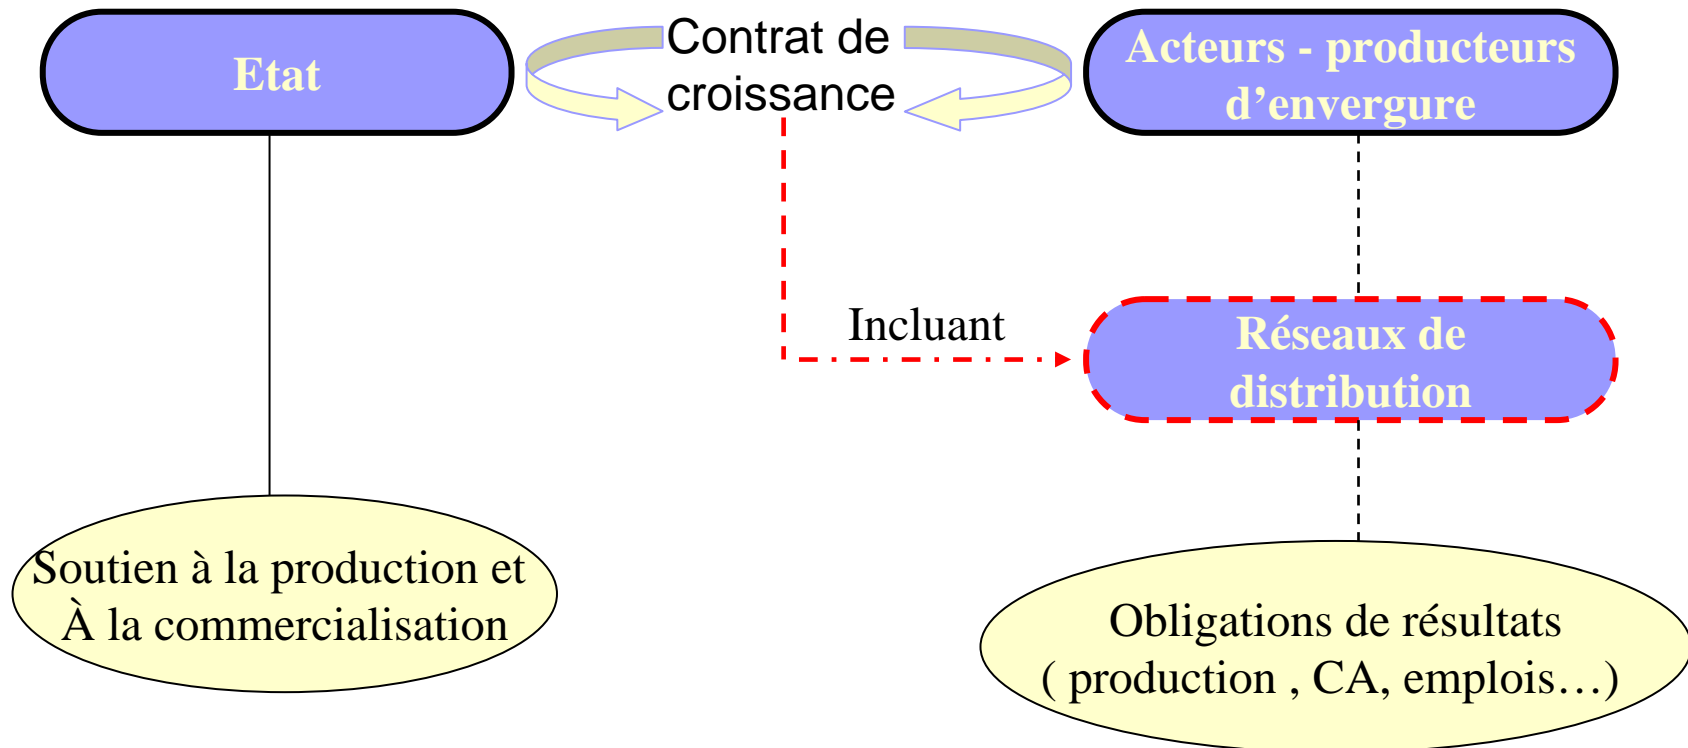 Etat
Contrat de
croissance
Acteurs - producteurs
d’envergure
Incluant
Réseaux de
distribution
Soutien à la production et
À la commercialisation
Obligations de résultats
( production , CA, emplois…)